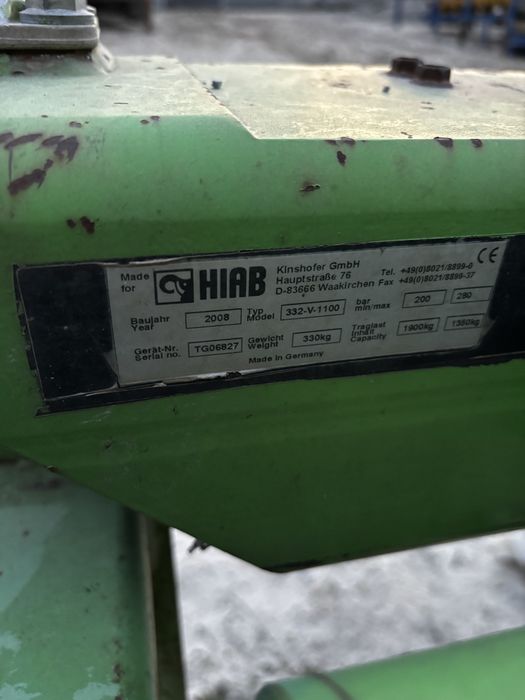 Made for HIAB
Kinshofer GmbH
Hauptstraße 76 Tel. +49(0)8021/8899-0
D-83666 Waakirchen Fax +49(0)8021/8899-37
CE
Baujahr Year 2008 Typ Model 332-V-1100 bar min/max 200 280
Gerät-Nr. Serial no. TG06827 Gewicht Weight 330kg Traglast Inhalt Capacity 1900kg
Made in Germany